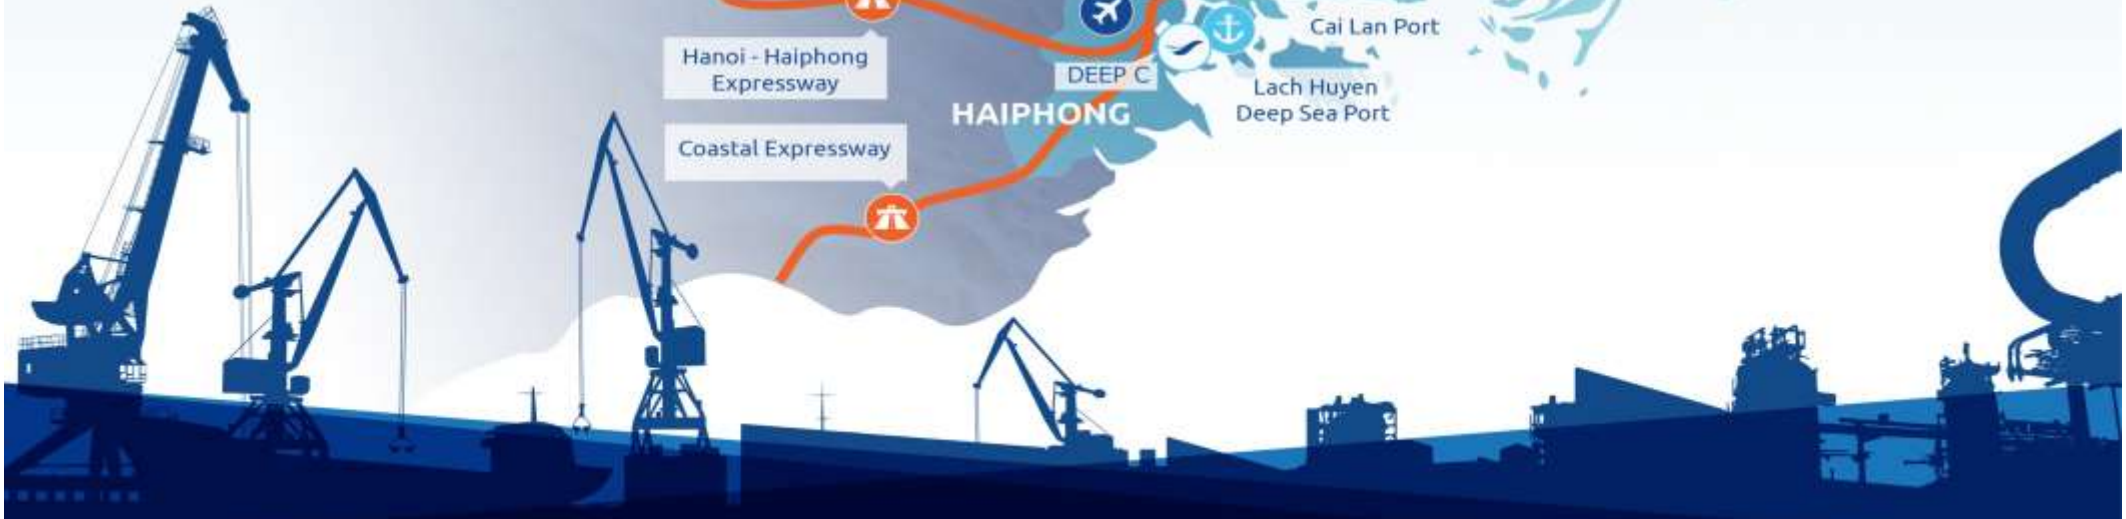 Cai Lan Port
Hanoi - Haiphong
Expressway
DEEP C
Lach Huyen
Deep Sea Port
HAIPHONG
Coastal Expressway